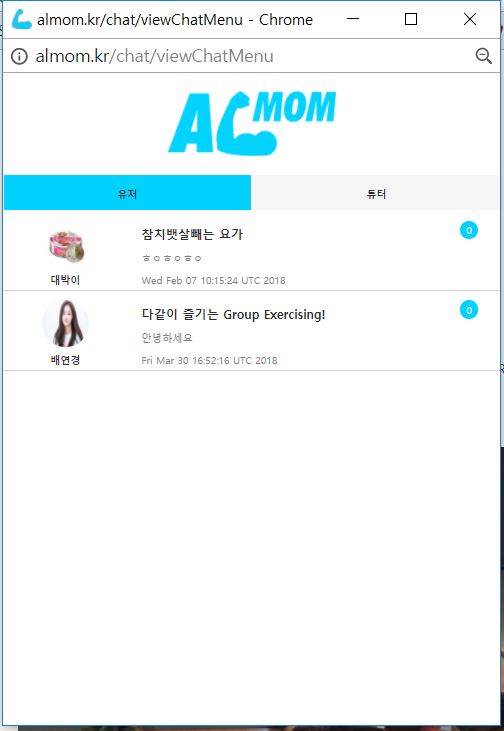 almom.kr/chat/viewChatMenu - Chrome
almom.kr/chat/viewChatMenu
ALMOM
유저
튜터
참치뱃살빼는 요가
0
ㅎㅇㅎㅇㅎㅇ
대박이
Wed Feb 07 10:15:24 UTC 2018
다같이 즐기는 Group Exercising!
0
안녕하세요
배연경
Fri Mar 30 16:52:16 UTC 2018